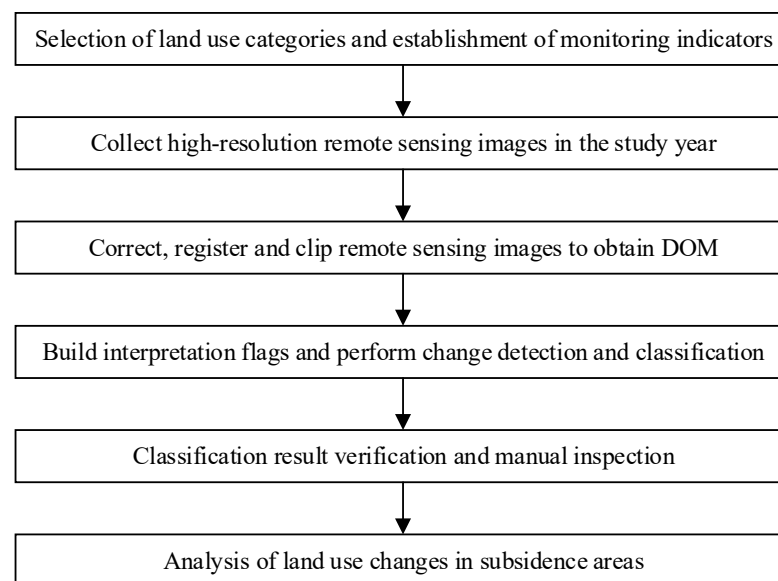 Selection of land use categories and establishment of monitoring indicators
Collect high-resolution remote sensing images in the study year
Correct, register and clip remote sensing images to obtain DOM
Build interpretation flags and perform change detection and classification
Classification result verification and manual inspection
Analysis of land use changes in subsidence areas